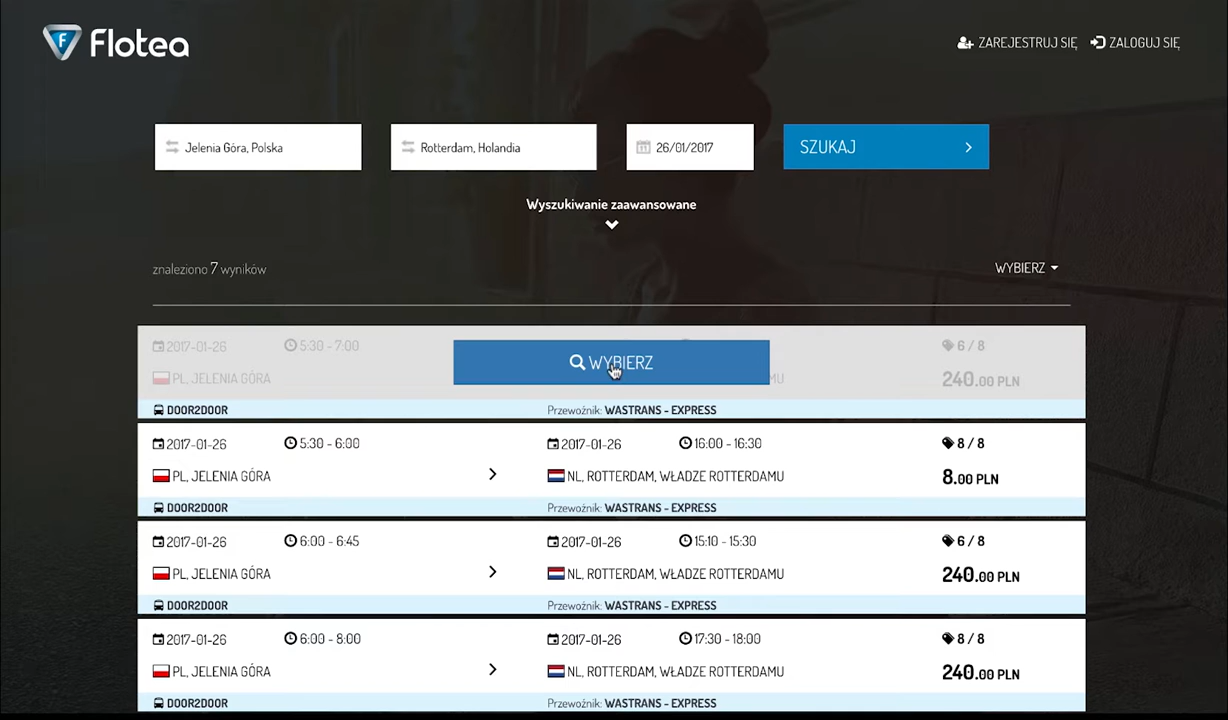 Flotea
ZAREJESTRUJ SIĘ ZALOGUJ SIĘ
Jelenia Góra, Polska Rotterdam, Holandia 26/01/2017 SZUKAJ
Wyszukiwanie zaawansowane
znaleziono 7 wyników WYBIERZ
2017-01-26 5:30 - 7:00 6 / 8
WYBIERZ
PL, JELENIA GÓRA 240.00 PLN
DOOR2DOOR Przewoźnik: WASTRANS - EXPRESS
2017-01-26 5:30 - 6:00 2017-01-26 16:00 - 16:30 8 / 8
PL, JELENIA GÓRA NL, ROTTERDAM, WŁADZE ROTTERDAMU 8.00 PLN
DOOR2DOOR Przewoźnik: WASTRANS - EXPRESS
2017-01-26 6:00 - 6:45 2017-01-26 15:10 - 15:30 6 / 8
PL, JELENIA GÓRA NL, ROTTERDAM, WŁADZE ROTTERDAMU 240.00 PLN
DOOR2DOOR Przewoźnik: WASTRANS - EXPRESS
2017-01-26 6:00 - 8:00 2017-01-26 17:30 - 18:00 8 / 8
PL, JELENIA GÓRA NL, ROTTERDAM, WŁADZE ROTTERDAMU 240.00 PLN
DOOR2DOOR Przewoźnik: WASTRANS - EXPRESS